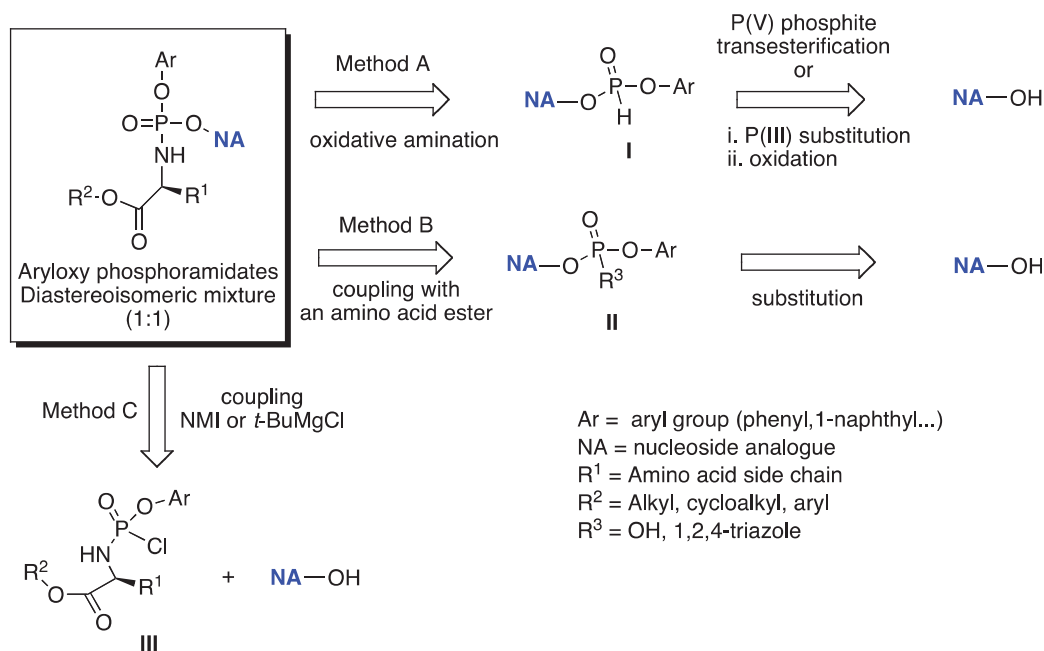 Ar
O
O=P-O
NA
NH
R²-O
R¹
O
Aryloxy phosphoramidates
Diastereoisomeric mixture
(1:1)
Method A
oxidative amination
O
NA-O-P-O-Ar
H
I
P(V) phosphite
transesterification
or
i. P(III) substitution
ii. oxidation
NA-OH
Method B
coupling with
an amino acid ester
O
NA-O-P-O-Ar
R³
II
substitution
NA-OH
Method C
coupling
NMI or t-BuMgCl
O
O-Ar
P
Cl
HN
R²
O
R¹
O
III
+
NA-OH
Ar = aryl group (phenyl,1-naphthyl...)
NA = nucleoside analogue
R¹ = Amino acid side chain
R² = Alkyl, cycloalkyl, aryl
R³ = OH, 1,2,4-triazole